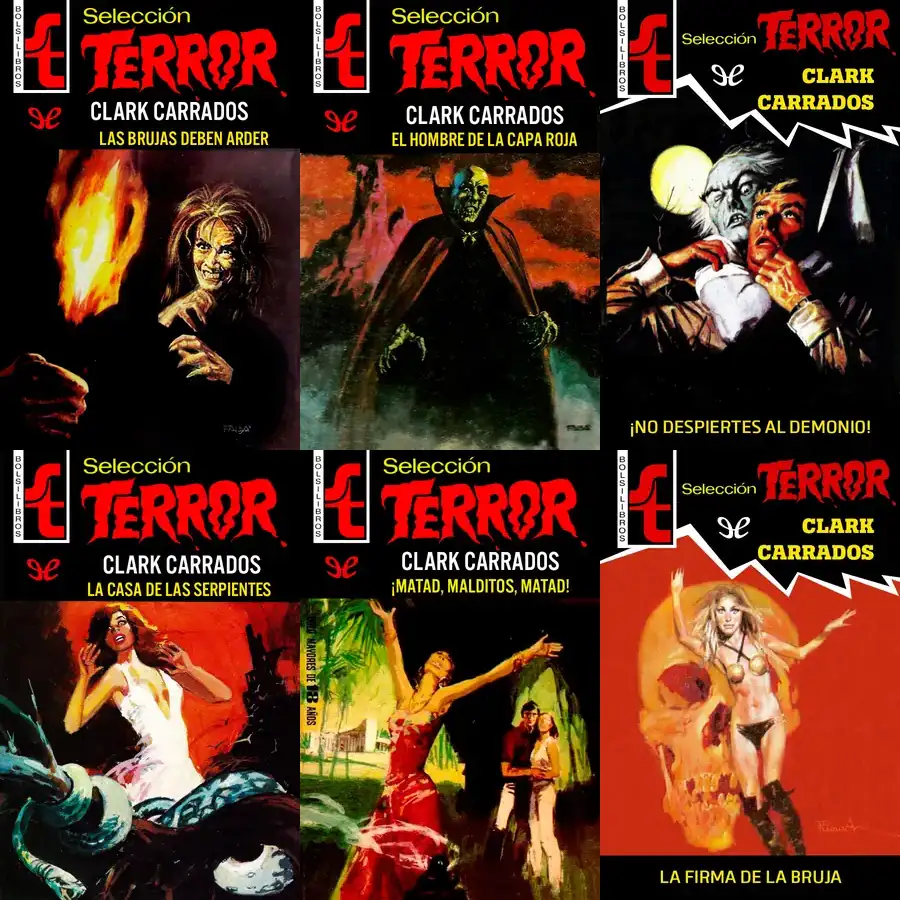 BOLSILIBROS
Selección
TERROR
CLARK CARRADOS
LAS BRUJAS DEBEN ARDER
BOLSILIBROS
Selección
TERROR
CLARK CARRADOS
EL HOMBRE DE LA CAPA ROJA
BOLSILIBROS
Selección TERROR
CLARK
CARRADOS
¡NO DESPIERTES AL DEMONIO!
BOLSILIBROS
Selección
TERROR
CLARK CARRADOS
LA CASA DE LAS SERPIENTES
BOLSILIBROS
Selección
TERROR
CLARK CARRADOS
¡MATAD, MALDITOS, MATAD!
MAYORES DE 18 AÑOS
BOLSILIBROS
Selección TERROR
CLARK
CARRADOS
LA FIRMA DE LA BRUJA